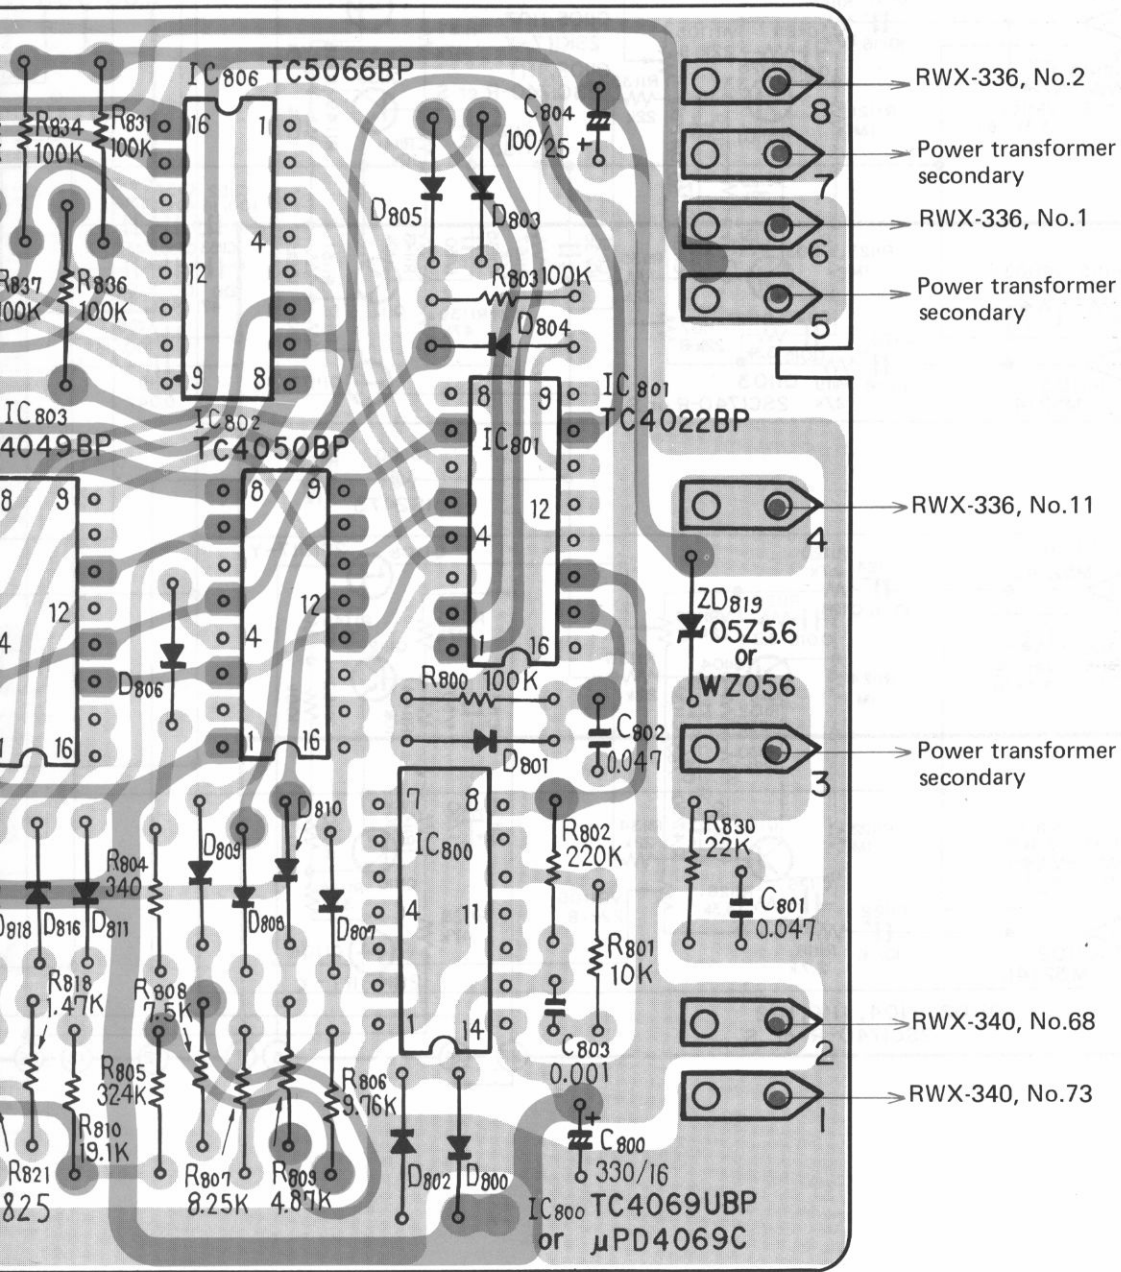 IC806 TC5066BP
C804
100/25 +
8
RWX-336, No.2
R834
100K
R831
100K
16
1
7
Power transformer
secondary
D805
D803
4
6
RWX-336, No.1
12
R837
100K
R836
100K
R803 100K
5
Power transformer
secondary
D804
9
8
IC803
4049BP
IC802
TC4050BP
8
9
IC801
IC801
TC4022BP
8
9
8
9
12
4
RWX-336, No.11
4
12
12
4
4
1
16
ZD819
05Z5.6
or
WZ056
D806
R800 100K
1
16
1
16
C802
0.047
D801
3
Power transformer
secondary
7
8
D810
D809
R804
340
IC800
R802
220K
R830
22K
4
11
D818
D816
D811
D808
D807
C801
0.047
R801
10K
R818
1.47K
R808
7.5K
1
14
C803
0.001
2
RWX-340, No.68
R805
324K
R806
9.76K
R810
19.1K
1
RWX-340, No.73
+
C800
330/16
R821
825
R807
8.25K
R809
4.87K
D802
D800
IC800 TC4069UBP
or μPD4069C